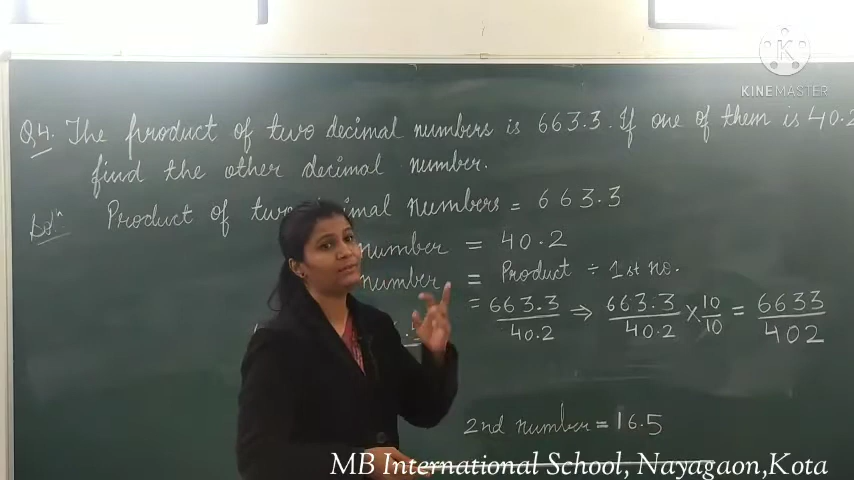 KINEMASTER
Q4. The product of two decimal numbers is 663.3. If one of them is 40.2
find the other decimal number.
Solⁿ. Product of two decimal numbers = 663.3
number = 40.2
number = Product ÷ 1st no.
= 663.3/40.2 ⇒ 663.3/40.2 × 10/10 = 6633/402
2nd number = 16.5
MB International School, Nayagaon,Kota